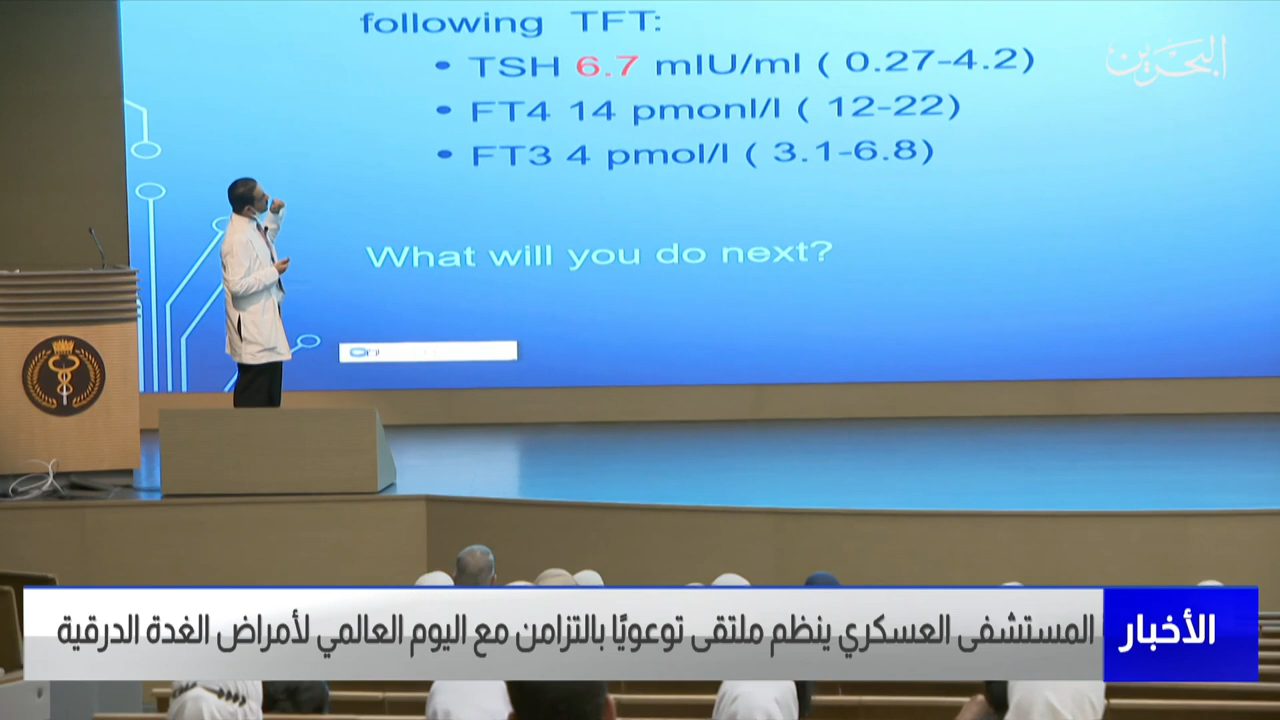 following TFT:
• TSH 6.7 mIU/ml ( 0.27-4.2)
• FT4 14 pmonl/l ( 12-22)
• FT3 4 pmol/l ( 3.1-6.8)
What will you do next?
البحرين
الأخبار
المستشفى العسكري ينظم ملتقى توعويًا بالتزامن مع اليوم العالمي لأمراض الغدة الدرقية